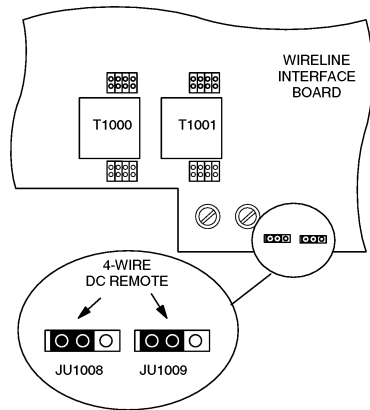 WIRELINE
INTERFACE
BOARD
T1000 T1001
4-WIRE
DC REMOTE
JU1008 JU1009